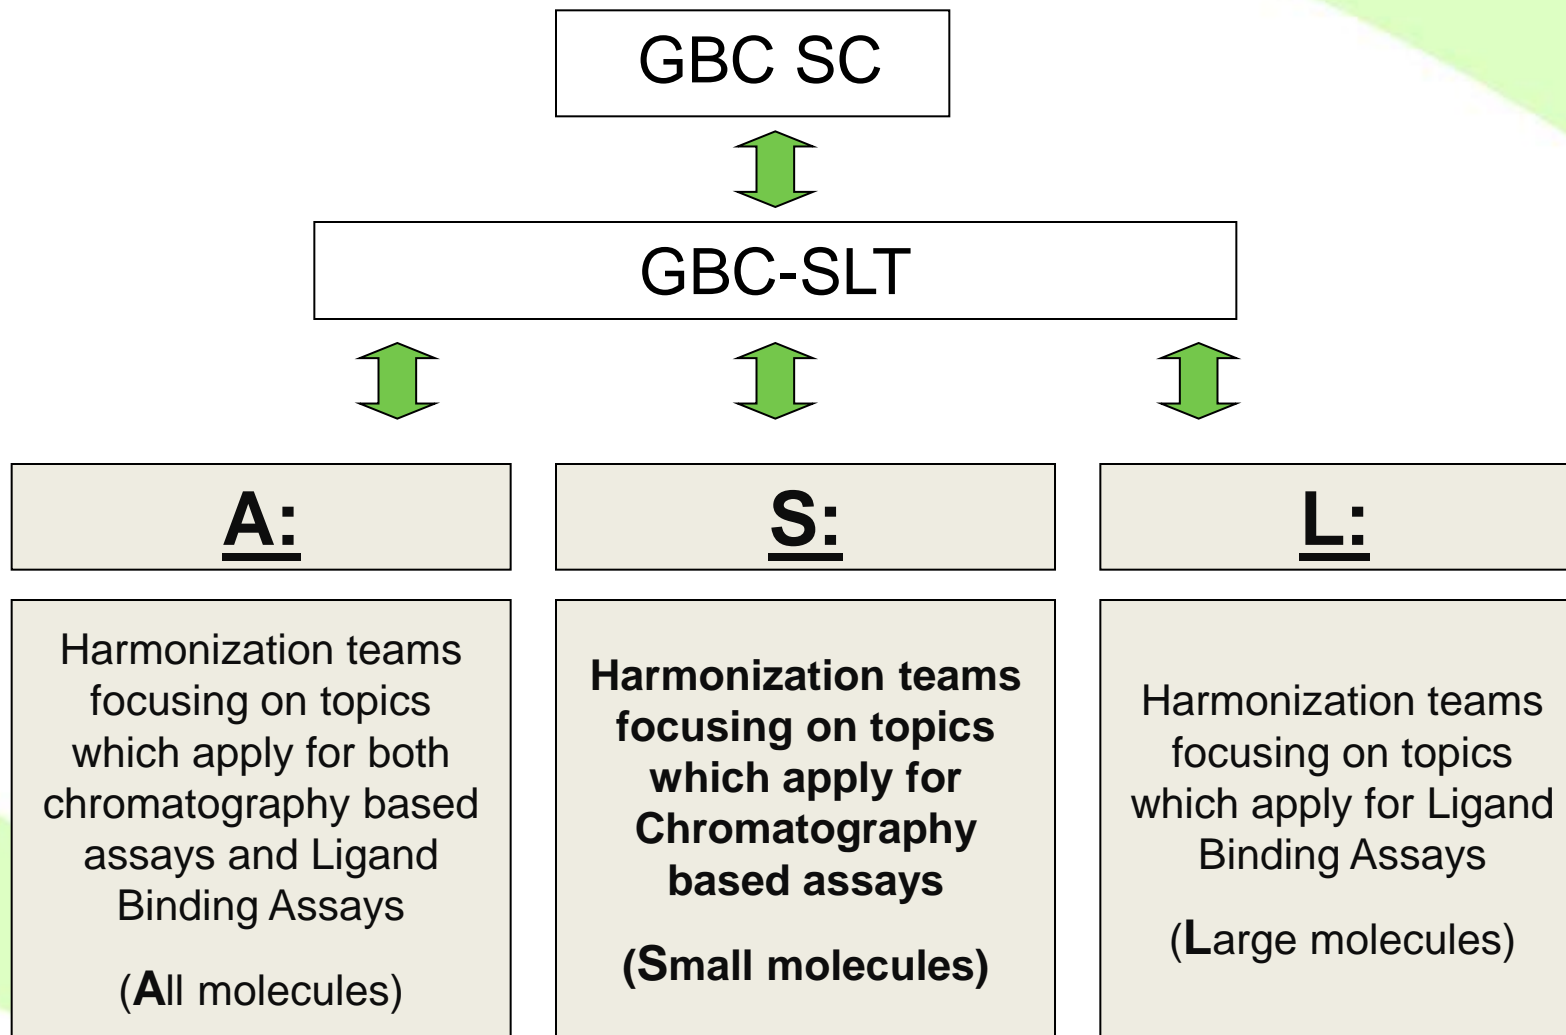 GBC SC
GBC-SLT
A:
Harmonization teams
focusing on topics
which apply for both
chromatography based
assays and Ligand
Binding Assays
(All molecules)
S:
Harmonization teams
focusing on topics
which apply for
Chromatography
based assays
(Small molecules)
L:
Harmonization teams
focusing on topics
which apply for Ligand
Binding Assays
(Large molecules)